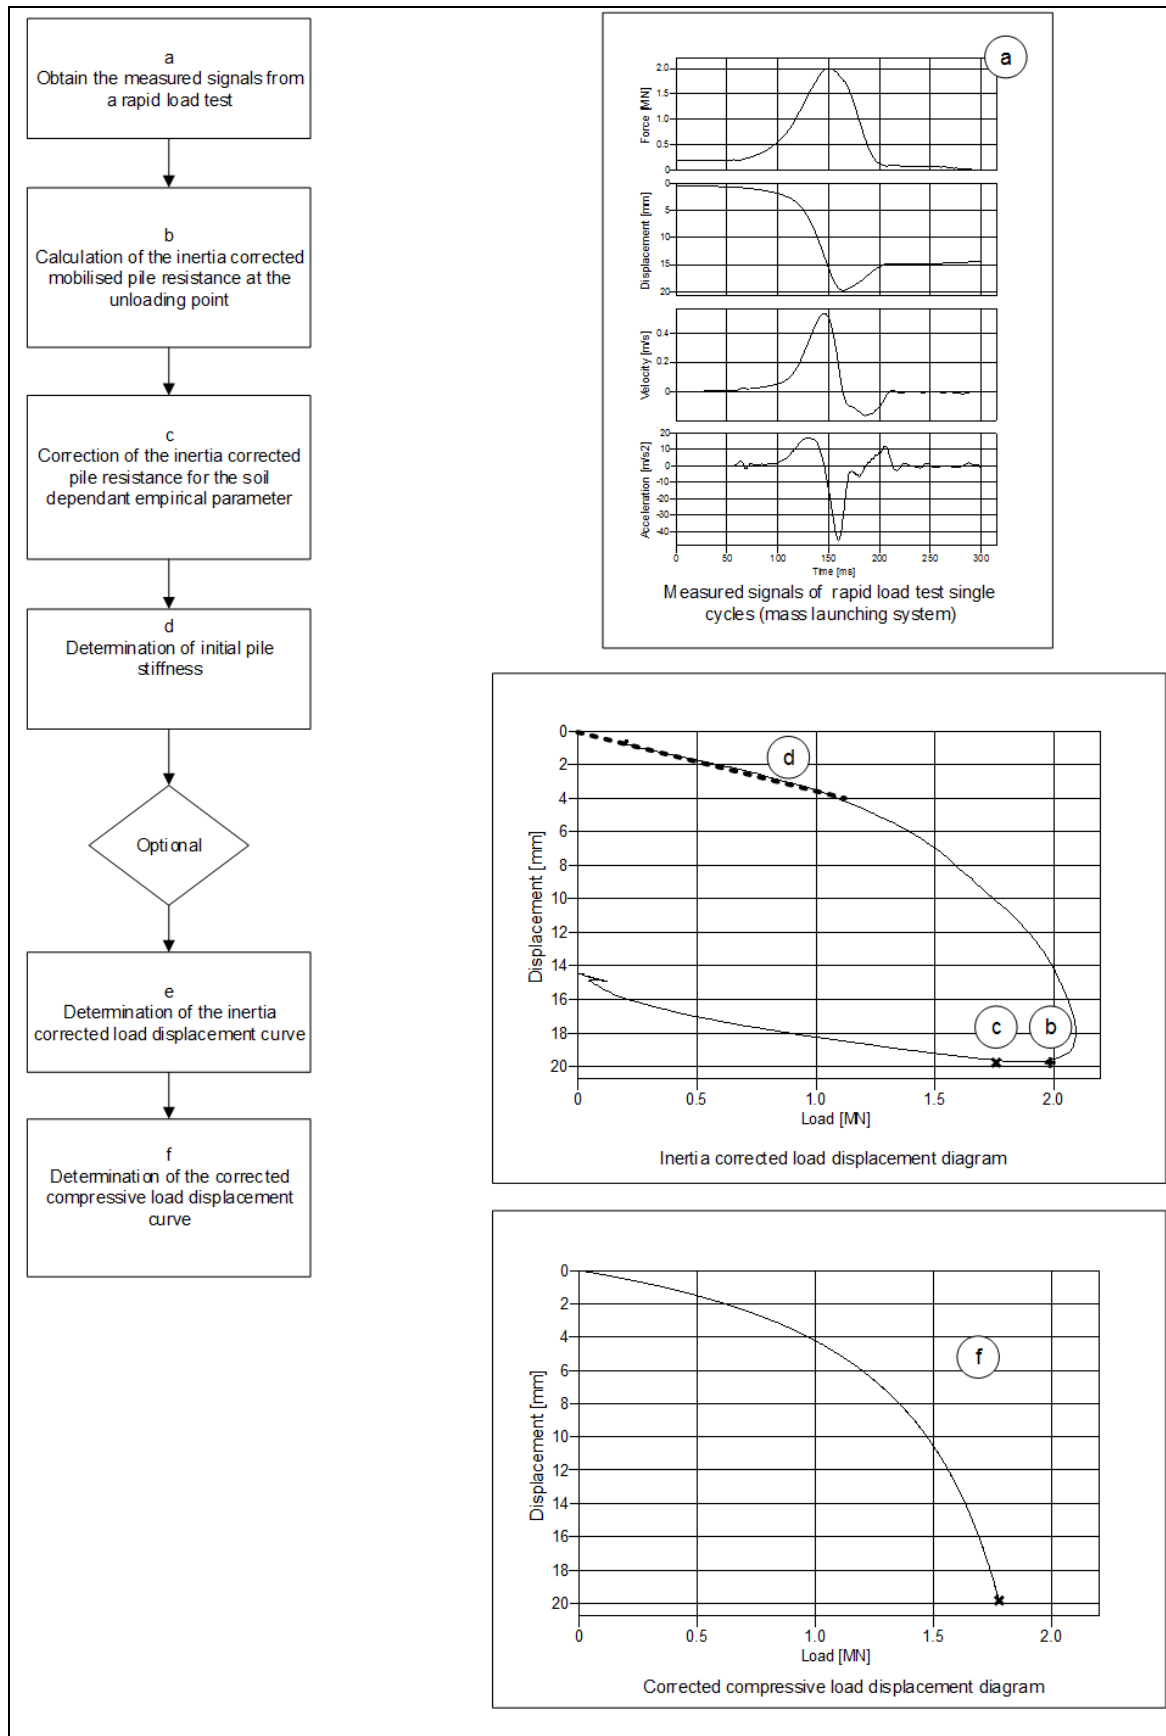 a
Obtain the measured signals from
a rapid load test
b
Calculation of the inertia corrected
mobilised pile resistance at the
unloading point
c
Correction of the inertia corrected
pile resistance for the soil
dependant empirical parameter
d
Determination of initial pile
stiffness
Optional
e
Determination of the inertia
corrected load displacement curve
f
Determination of the corrected
compressive load displacement
curve
a
Force [MN]
2.0
1.5
1.0
0.5
0
Displacement [mm]
0
5
10
15
20
Velocity [m/s]
0.4
0.2
0
Acceleration [m/s2]
20
10
0
-10
-20
-30
-40
0 50 100 150 200 250 300
Time [ms]
Measured signals of rapid load test single
cycles (mass launching system)
Displacement [mm]
0
2
4
6
8
10
12
14
16
18
20
d
c
b
0 0.5 1.0 1.5 2.0
Load [MN]
Inertia corrected load displacement diagram
Displacement [mm]
0
2
4
6
8
10
12
14
16
18
20
f
0 0.5 1.0 1.5 2.0
Load [MN]
Corrected compressive load displacement diagram